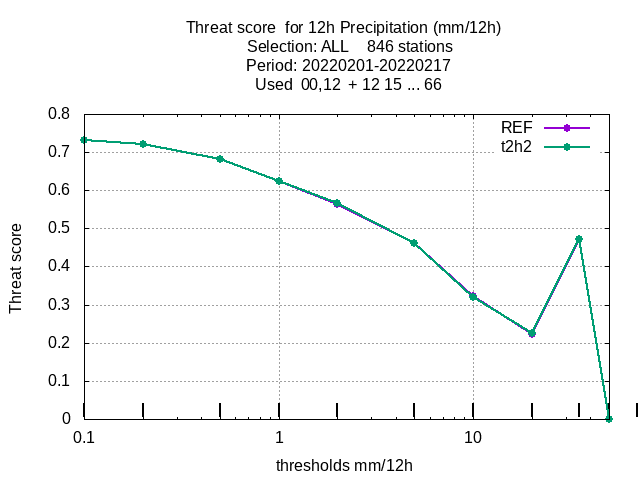 Threat score  for 12h Precipitation (mm/12h)
Selection: ALL    846 stations
Period: 20220201-20220217
Used  00,12  + 12 15 ... 66
REF
t2h2
Threat score
0.8
0.7
0.6
0.5
0.4
0.3
0.2
0.1
0
0.1 1 10
thresholds mm/12h